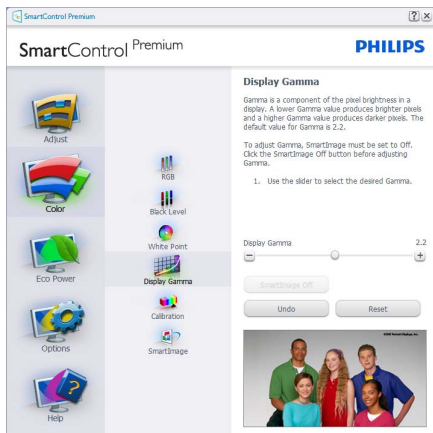 SmartControl Premium
SmartControl Premium
PHILIPS
Adjust
Color
Eco Power
Options
Help
RGB
Black Level
White Point
Display Gamma
Calibration
SmartImage
Display Gamma
Gamma is a component of the pixel brightness in a
display. A lower Gamma value produces brighter pixels
and a higher Gamma value produces darker pixels. The
default value for Gamma is 2.2.
To adjust Gamma, SmartImage must be set to Off.
Click the SmartImage Off button before adjusting
Gamma.
1. Use the slider to select the desired Gamma.
Display Gamma 2.2
SmartImage Off
Undo Reset